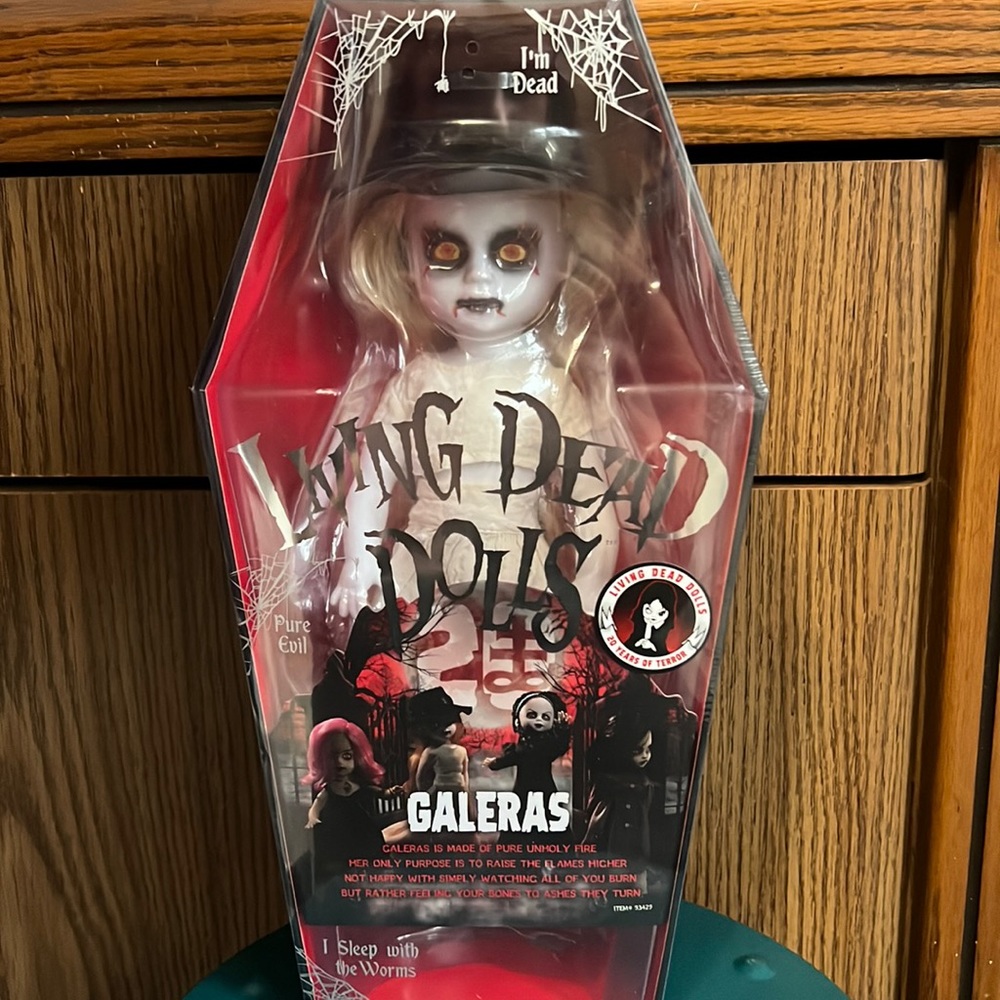 I'm
Dead
LIVING DEAD
DOLLS
LIVING DEAD DOLLS
20 YEARS OF TERROR
Pure
Evil
GALERAS
GALERAS IS MADE OF PURE UNHOLY FIRE
HER ONLY PURPOSE IS TO RAISE THE FLAMES HIGHER
NOT HAPPY WITH SIMPLY WATCHING ALL OF YOU BURN
BUT RATHER FEELING YOUR BONES TO ASHES THEY TURN
ITEM# 93429
I Sleep with
the Worms